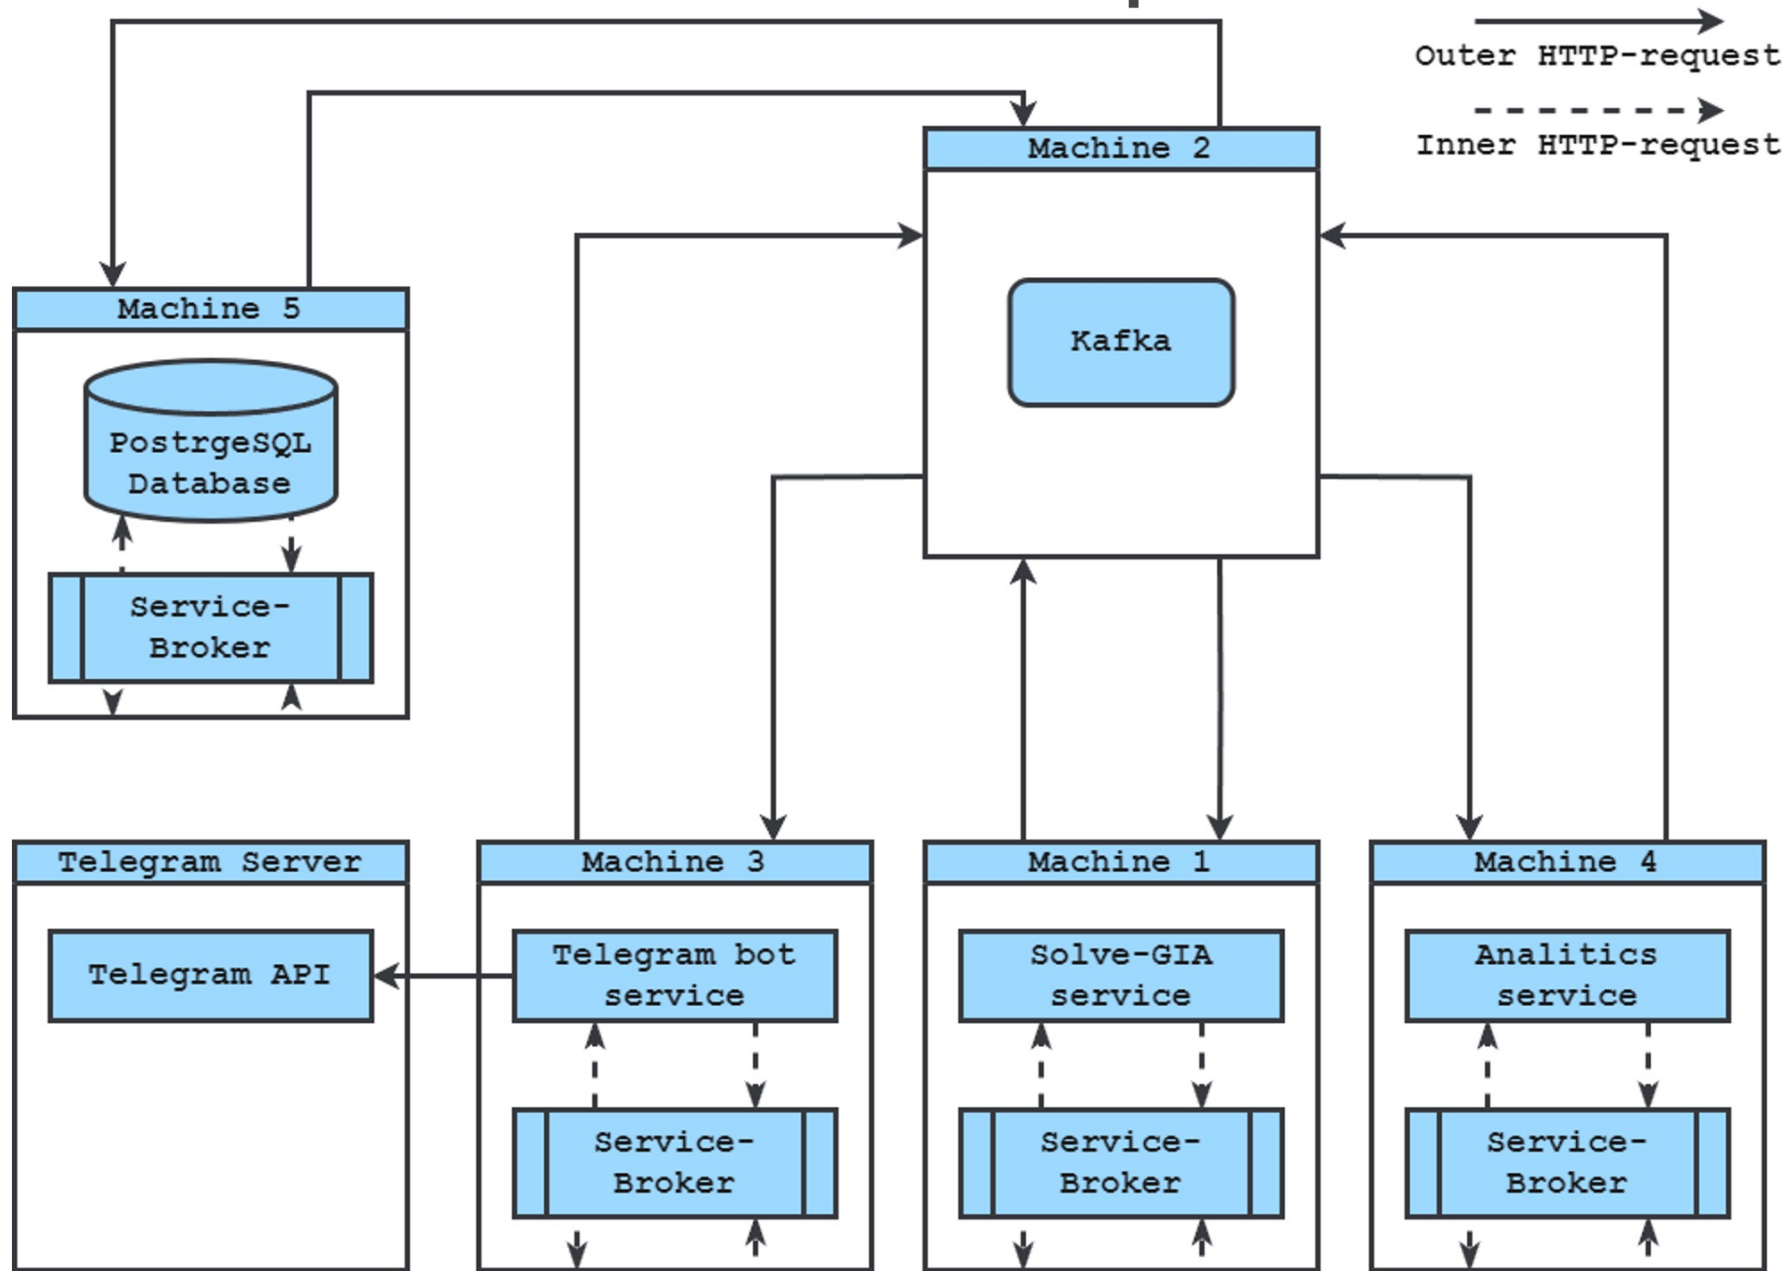 Outer HTTP-request
Inner HTTP-request
Machine 2
Kafka
Machine 5
PostrgeSQL
Database
Service-
Broker
Telegram Server
Telegram API
Machine 3
Telegram bot
service
Service-
Broker
Machine 1
Solve-GIA
service
Service-
Broker
Machine 4
Analitics
service
Service-
Broker